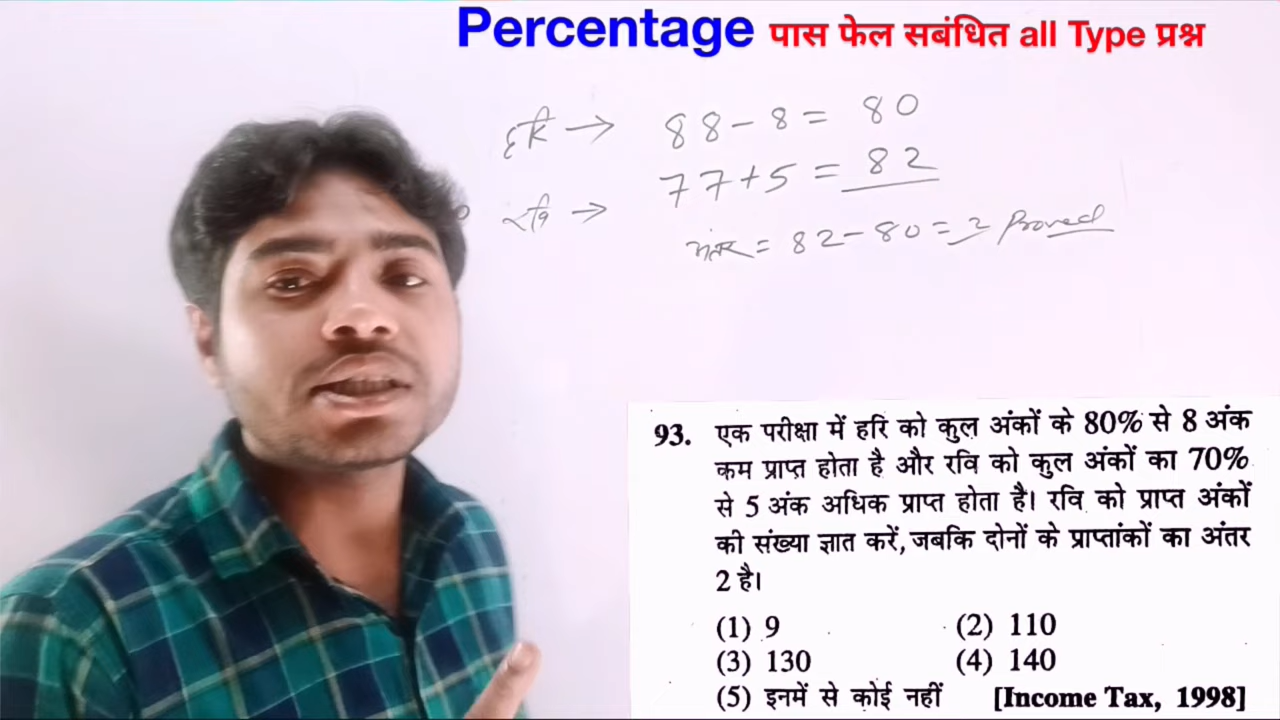 Percentage पास फेल सबंधित all Type प्रश्न
हरि → 88 - 8 = 80
रवि → 77 + 5 = 82
अंतर = 82 - 80 = 2 Proved
93. एक परीक्षा में हरि को कुल अंकों के 80% से 8 अंक
कम प्राप्त होता है और रवि को कुल अंकों का 70%
से 5 अंक अधिक प्राप्त होता है। रवि को प्राप्त अंकों
की संख्या ज्ञात करें, जबकि दोनों के प्राप्तांकों का अंतर
2 है।
(1) 9 (2) 110
(3) 130 (4) 140
(5) इनमें से कोई नहीं [Income Tax, 1998]